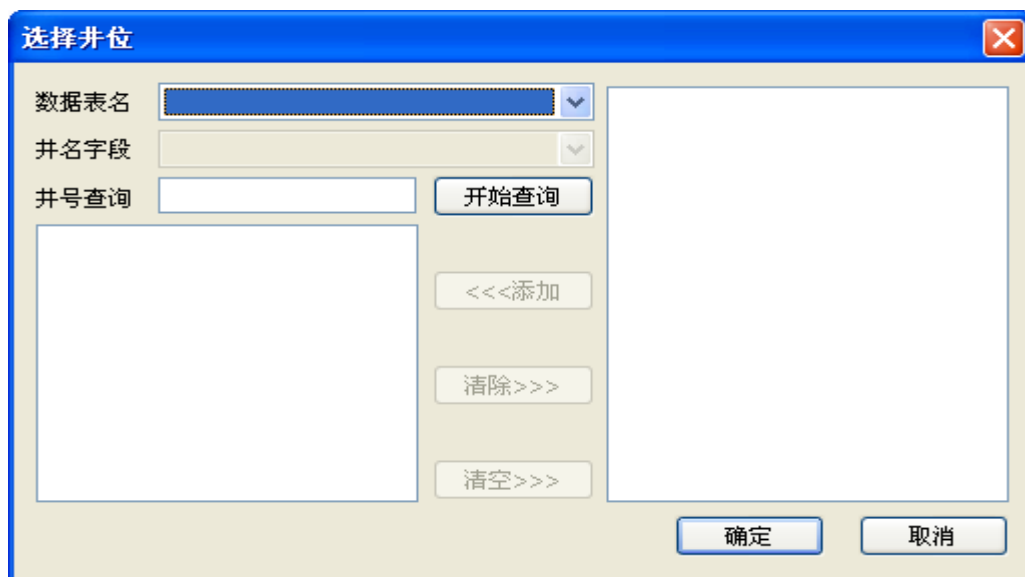 选择井位
数据表名
井名字段
井号查询 开始查询
<<<添加
清除>>>
清空>>>
确定 取消